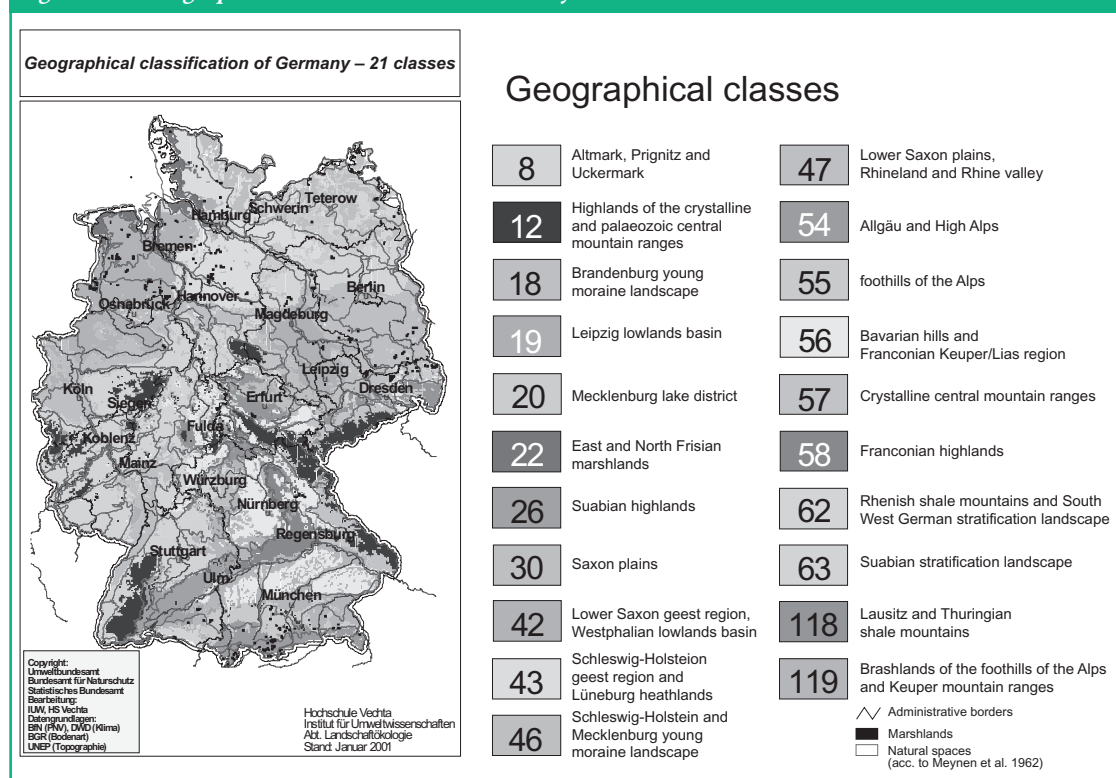 Geographical classification of Germany – 21 classes
Hamburg
Schwerin
Teterow
Bremen
Osnabrück
Hannover
Berlin
Magdeburg
Leipzig
Dresden
Köln
Siegen
Erfurt
Koblenz
Fulda
Mainz
Würzburg
Nürnberg
Regensburg
Stuttgart
Ulm
München
Copyright:
Umweltbundesamt
Bundesamt für Naturschutz
Statistisches Bundesamt
Bearbeitung:
IUW, HS Vechta
Datengrundlagen:
BfN (PNV), DWD (Klima)
BGR (Bodenart)
UNEP (Topographie)
Hochschule Vechta
Institut für Umweltwissenschaften
Abt. Landschaftökologie
Stand: Januar 2001
Geographical classes
8
Altmark, Prignitz and
Uckermark
12
Highlands of the crystalline
and palaeozoic central
mountain ranges
18
Brandenburg young
moraine landscape
19
Leipzig lowlands basin
20
Mecklenburg lake district
22
East and North Frisian
marshlands
26
Suabian highlands
30
Saxon plains
42
Lower Saxon geest region,
Westphalian lowlands basin
43
Schleswig-Holsteion
geest region and
Lüneburg heathlands
46
Schleswig-Holstein and
Mecklenburg young
moraine landscape
47
Lower Saxon plains,
Rhineland and Rhine valley
54
Allgäu and High Alps
55
foothills of the Alps
56
Bavarian hills and
Franconian Keuper/Lias region
57
Crystalline central mountain ranges
58
Franconian highlands
62
Rhenish shale mountains and South
West German stratification landscape
63
Suabian stratification landscape
118
Lausitz and Thuringian
shale mountains
119
Brashlands of the foothills of the Alps
and Keuper mountain ranges
Administrative borders
Marshlands
Natural spaces
(acc. to Meynen et al. 1962)